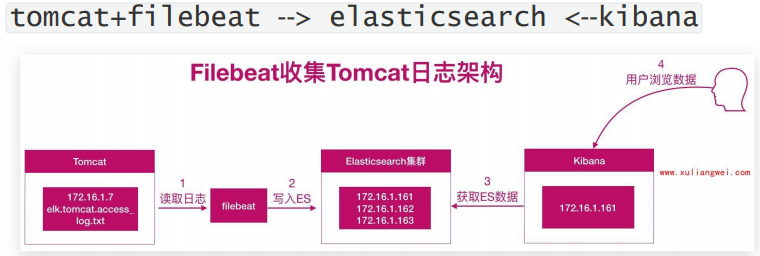 tomcat+filebeat --> elasticsearch <--kibana
Filebeat收集Tomcat日志架构
4
用户浏览数据
Tomcat
172.16.1.7
elk.tomcat.access_
log.txt
1
读取日志
filebeat
2
写入ES
Elasticsearch集群
172.16.1.161
172.16.1.162
172.16.1.163
3
获取ES数据
Kibana
172.16.1.161
www.xuliangwei.com